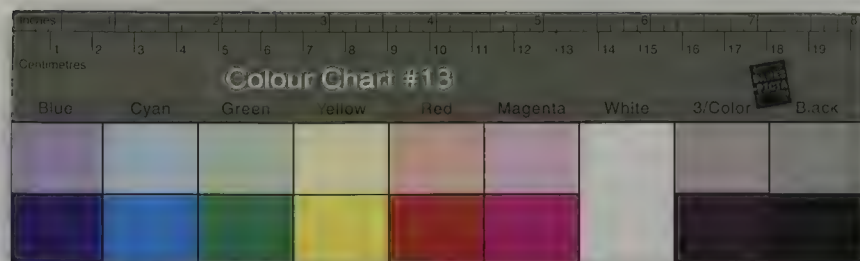 Inches 1 2 3 4 5 6 7 8
1 2 3 4 5 6 7 8 9 10 11 12 13 14 15 16 17 18 19
Centimetres
Colour Chart #13
Blue Cyan Green Yellow Red Magenta White 3/Color Black